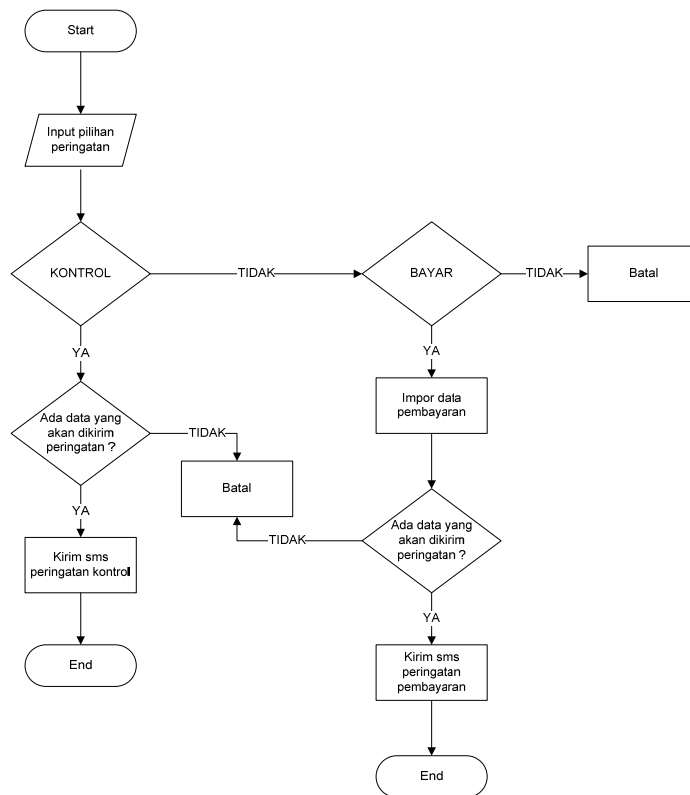 Start
Input pilihan
peringatan
KONTROL
TIDAK
BAYAR
TIDAK
Batal
YA
YA
Ada data yang
akan dikirim
peringatan ?
TIDAK
Impor data
pembayaran
Batal
YA
Ada data yang
akan dikirim
peringatan ?
TIDAK
Kirim sms
peringatan kontrol
YA
End
Kirim sms
peringatan
pembayaran
End